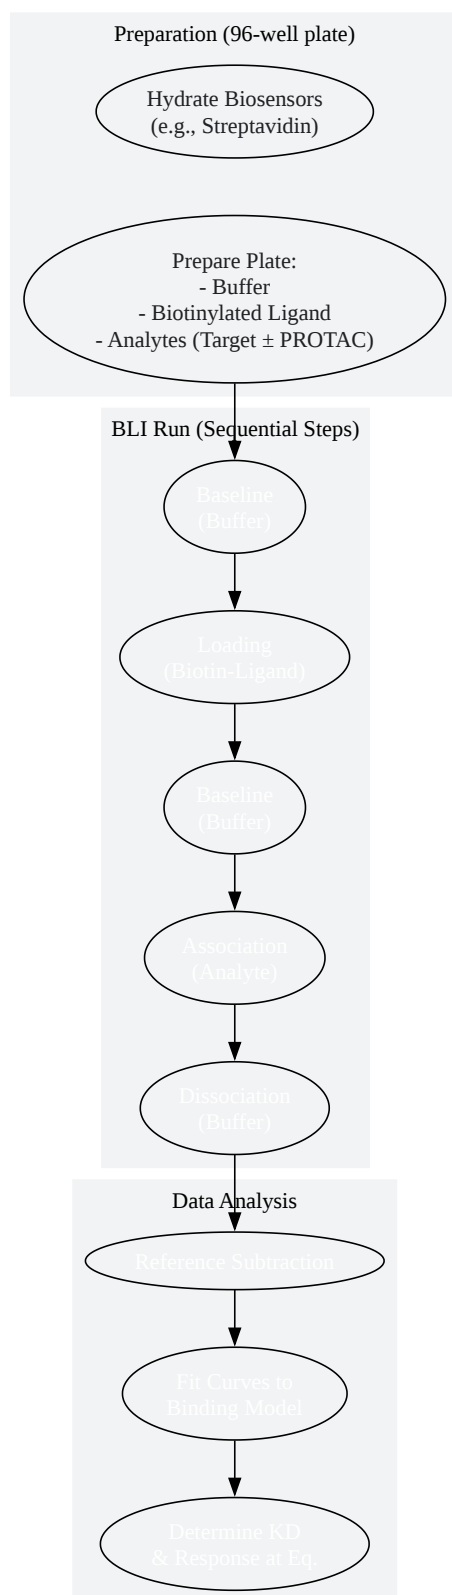 Preparation (96-well plate)
Hydrate Biosensors
(e.g., Streptavidin)
Prepare Plate:
- Buffer
- Biotinylated Ligand
- Analytes (Target ± PROTAC)
BLI Run (Sequential Steps)
Baseline
(Buffer)
Loading
(Biotin-Ligand)
Baseline
(Buffer)
Association
(Analyte)
Dissociation
(Buffer)
Data Analysis
Reference Subtraction
Fit Curves to
Binding Model
Determine KD
& Response at Eq.